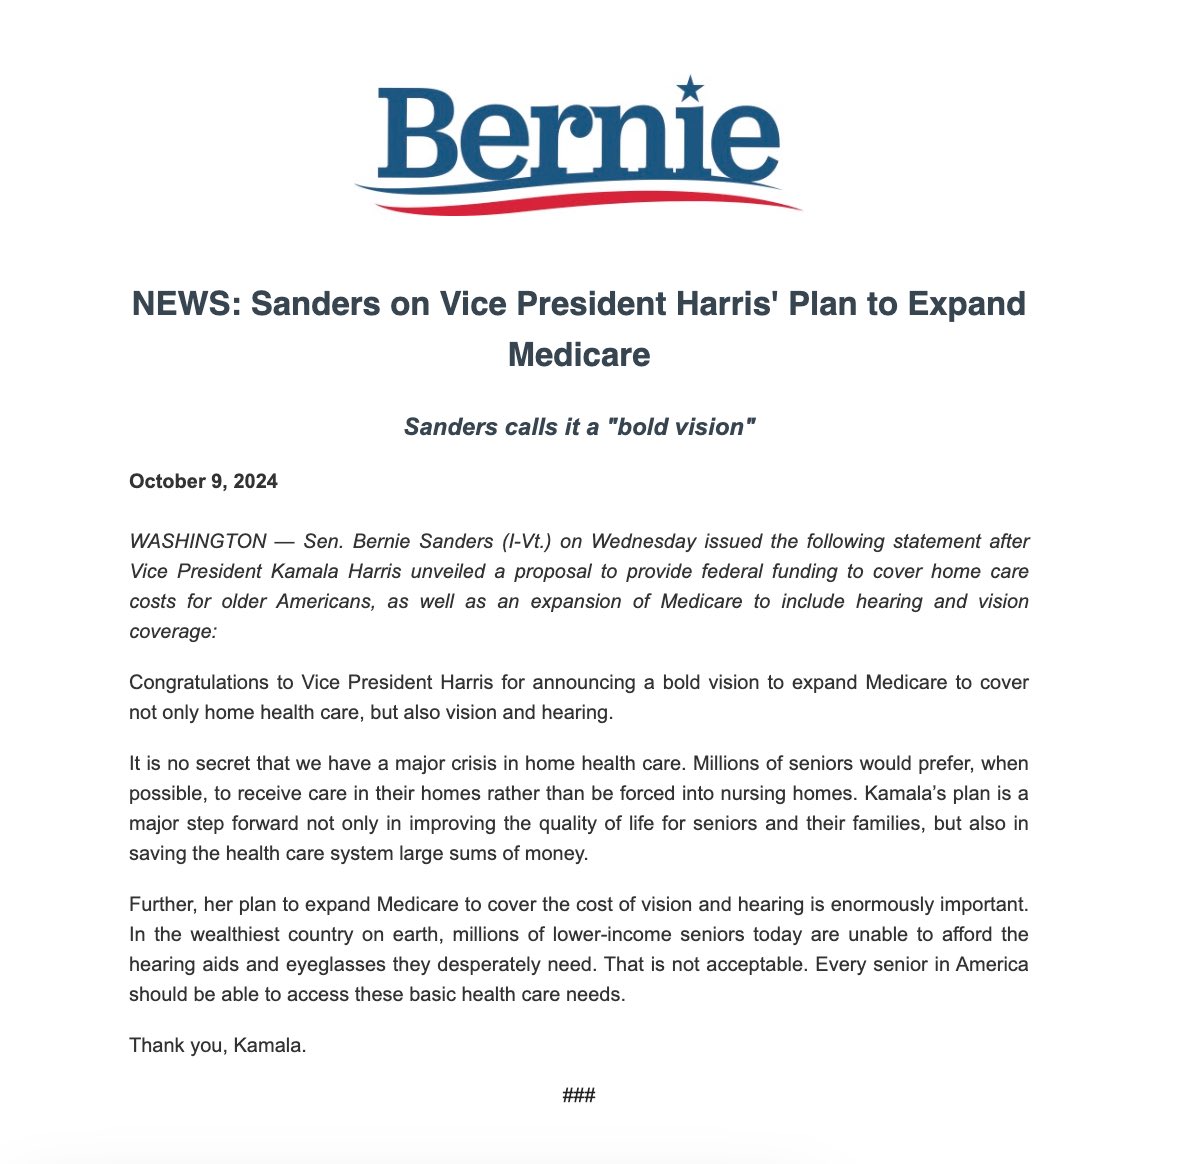 Bernie
NEWS: Sanders on Vice President Harris' Plan to Expand
Medicare
Sanders calls it a "bold vision"
October 9, 2024
WASHINGTON — Sen. Bernie Sanders (I-Vt.) on Wednesday issued the following statement after
Vice President Kamala Harris unveiled a proposal to provide federal funding to cover home care
costs for older Americans, as well as an expansion of Medicare to include hearing and vision
coverage:
Congratulations to Vice President Harris for announcing a bold vision to expand Medicare to cover
not only home health care, but also vision and hearing.
It is no secret that we have a major crisis in home health care. Millions of seniors would prefer, when
possible, to receive care in their homes rather than be forced into nursing homes. Kamala’s plan is a
major step forward not only in improving the quality of life for seniors and their families, but also in
saving the health care system large sums of money.
Further, her plan to expand Medicare to cover the cost of vision and hearing is enormously important.
In the wealthiest country on earth, millions of lower-income seniors today are unable to afford the
hearing aids and eyeglasses they desperately need. That is not acceptable. Every senior in America
should be able to access these basic health care needs.
Thank you, Kamala.
###